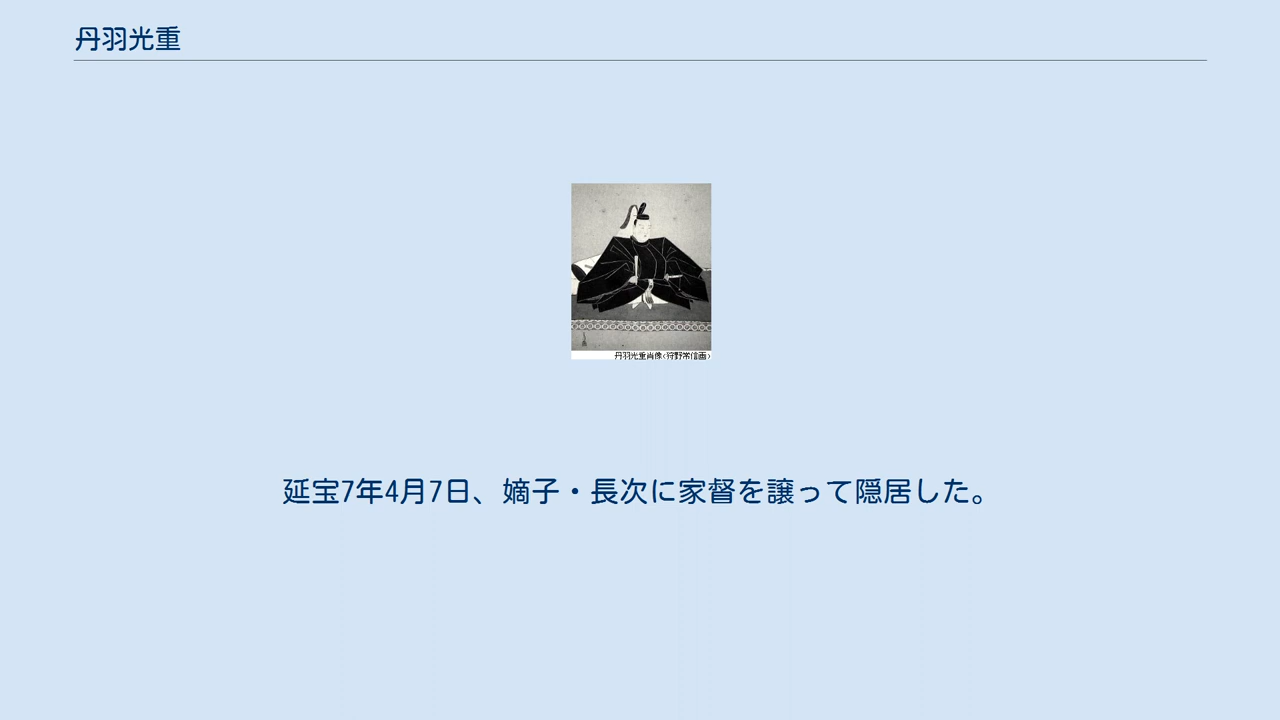 丹羽光重
丹羽光重肖像(狩野常信画)
延宝7年4月7日、嫡子・長次に家督を譲って隠居した。